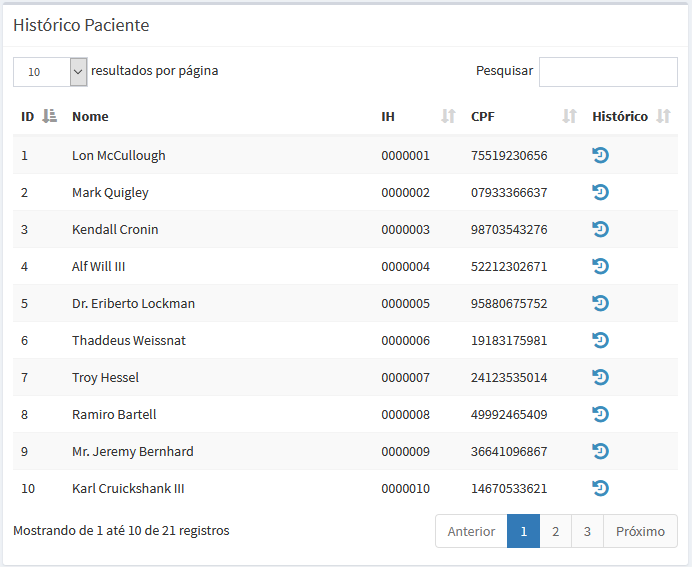 Histórico Paciente
10 resultados por página Pesquisar
ID Nome IH CPF Histórico
1 Lon McCullough 0000001 75519230656
2 Mark Quigley 0000002 07933366637
3 Kendall Cronin 0000003 98703543276
4 Alf Will III 0000004 52212302671
5 Dr. Eriberto Lockman 0000005 95880675752
6 Thaddeus Weissnat 0000006 19183175981
7 Troy Hessel 0000007 24123535014
8 Ramiro Bartell 0000008 49992465409
9 Mr. Jeremy Bernhard 0000009 36641096867
10 Karl Cruickshank III 0000010 14670533621
Mostrando de 1 até 10 de 21 registros Anterior 1 2 3 Próximo